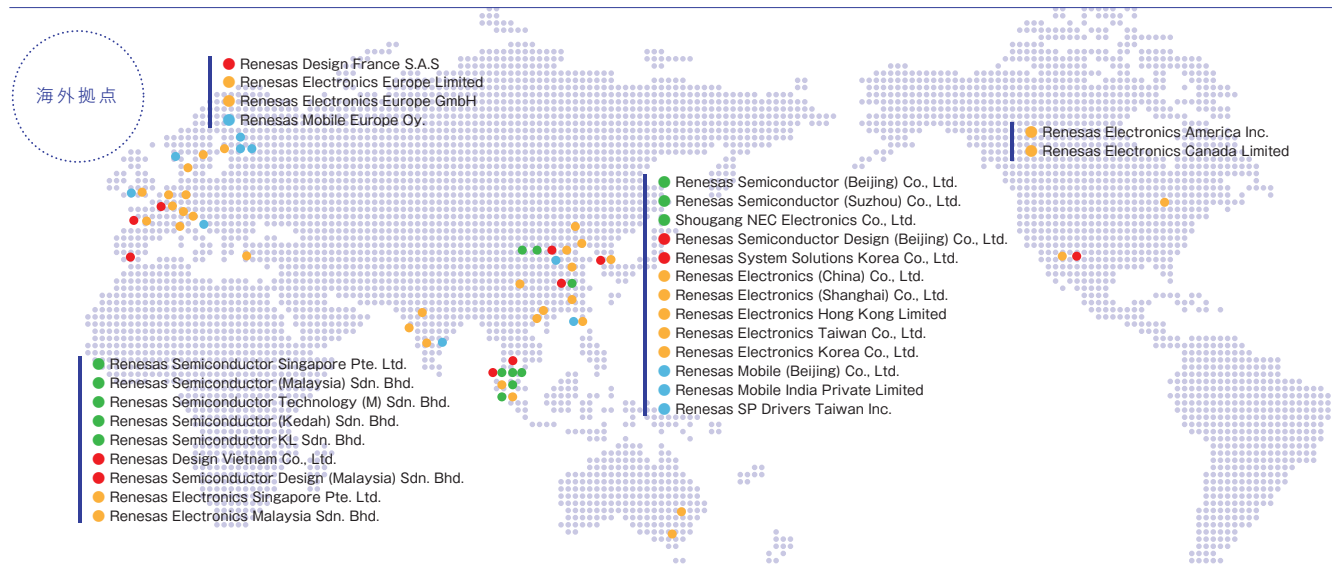 海外拠点
Renesas Design France S.A.S
Renesas Electronics Europe Limited
Renesas Electronics Europe GmbH
Renesas Mobile Europe Oy.
Renesas Electronics America Inc.
Renesas Electronics Canada Limited
Renesas Semiconductor (Beijing) Co., Ltd.
Renesas Semiconductor (Suzhou) Co., Ltd.
Shougang NEC Electronics Co., Ltd.
Renesas Semiconductor Design (Beijing) Co., Ltd.
Renesas System Solutions Korea Co., Ltd.
Renesas Electronics (China) Co., Ltd.
Renesas Electronics (Shanghai) Co., Ltd.
Renesas Electronics Hong Kong Limited
Renesas Electronics Taiwan Co., Ltd.
Renesas Electronics Korea Co., Ltd.
Renesas Mobile (Beijing) Co., Ltd.
Renesas Mobile India Private Limited
Renesas SP Drivers Taiwan Inc.
Renesas Semiconductor Singapore Pte. Ltd.
Renesas Semiconductor (Malaysia) Sdn. Bhd.
Renesas Semiconductor Technology (M) Sdn. Bhd.
Renesas Semiconductor (Kedah) Sdn. Bhd.
Renesas Semiconductor KL Sdn. Bhd.
Renesas Design Vietnam Co., Ltd.
Renesas Semiconductor Design (Malaysia) Sdn. Bhd.
Renesas Electronics Singapore Pte. Ltd.
Renesas Electronics Malaysia Sdn. Bhd.